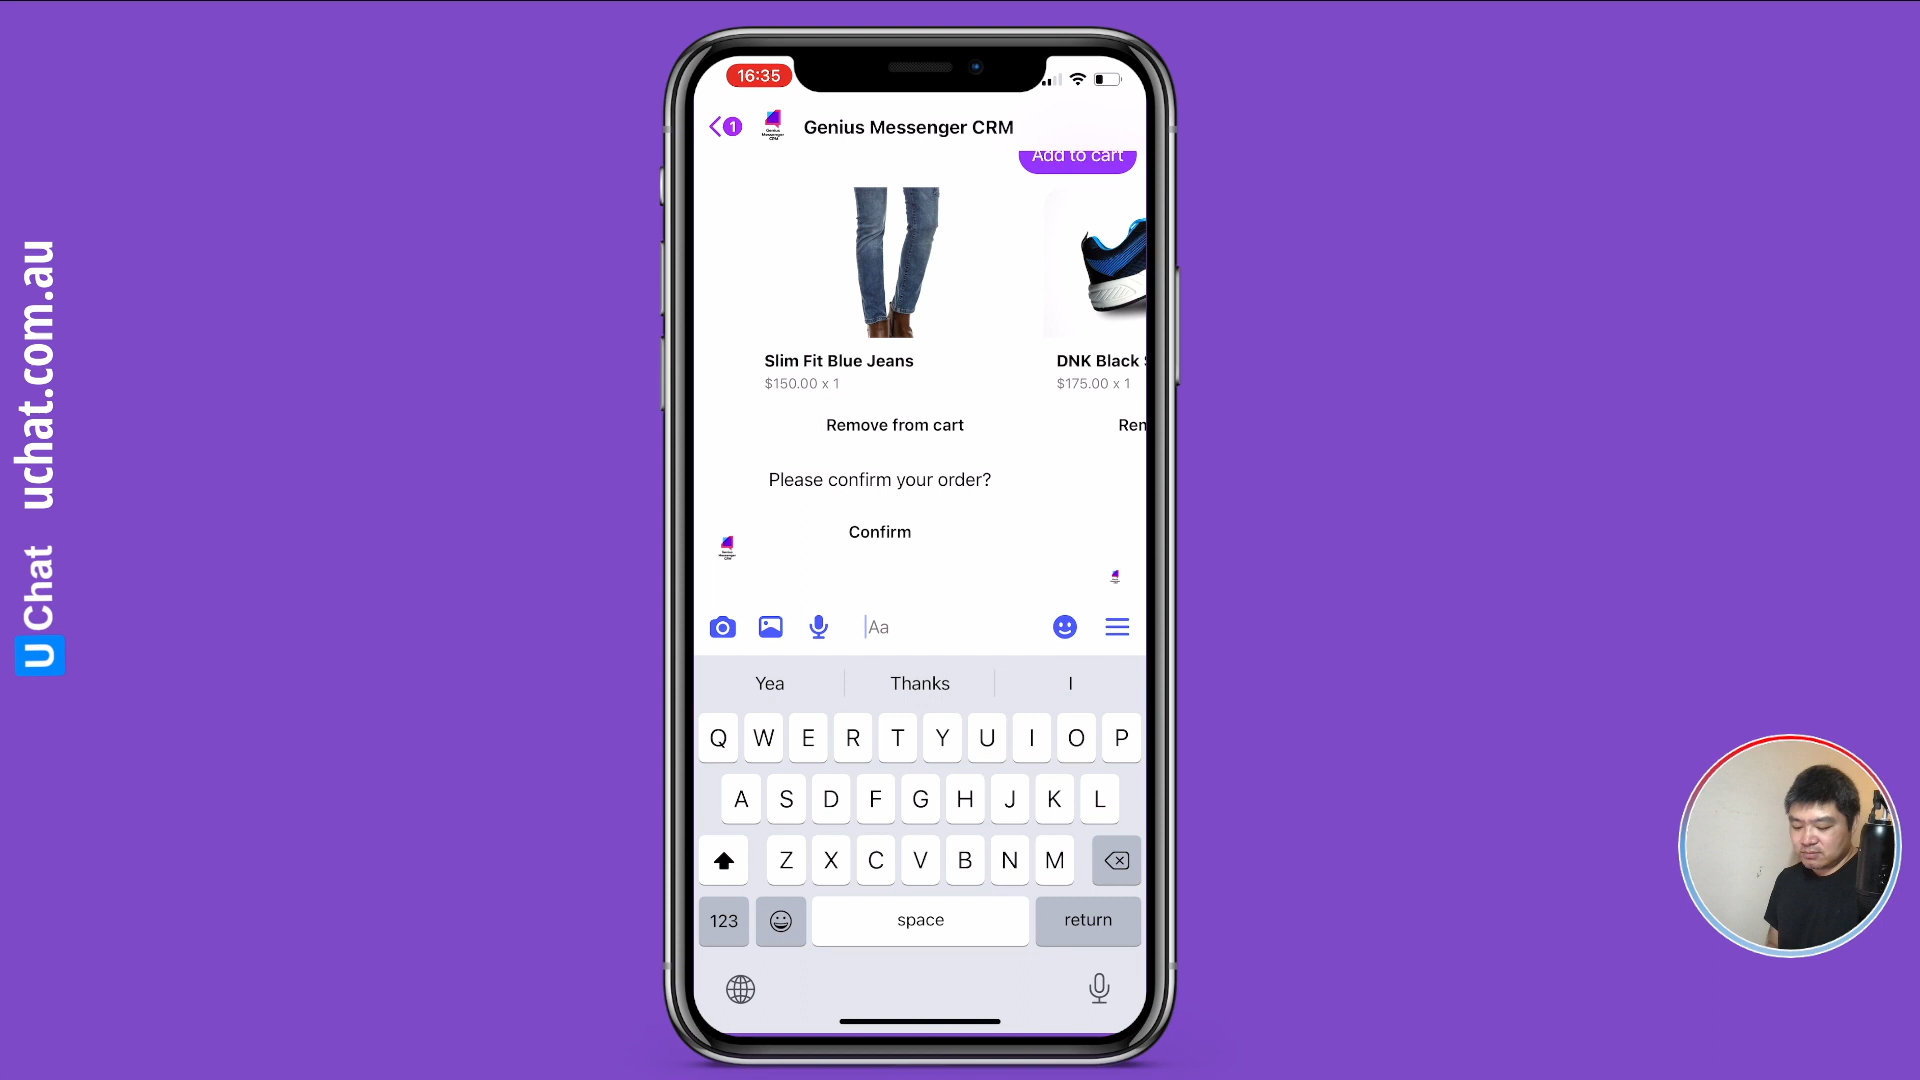 16:35
1
Genius Messenger CRM
Add to cart
Slim Fit Blue Jeans
$150.00 x 1
DNK Black
$175.00 x 1
Remove from cart
Please confirm your order?
Confirm
Aa
Yea
Thanks
I
Q W E R T Y U I O P
A S D F G H J K L
Z X C V B N M
123
space
return
U Chat uchat.com.au